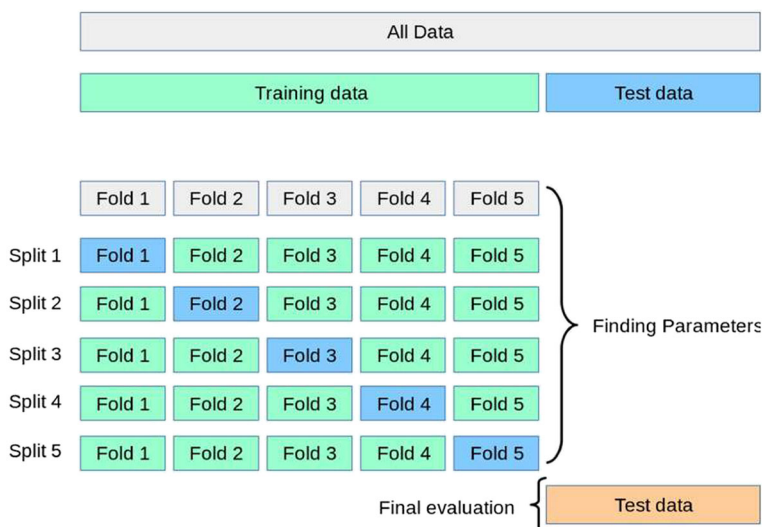 All Data
Training data Test data
Fold 1 Fold 2 Fold 3 Fold 4 Fold 5
Split 1 Fold 1 Fold 2 Fold 3 Fold 4 Fold 5
Split 2 Fold 1 Fold 2 Fold 3 Fold 4 Fold 5
Finding Parameters
Split 3 Fold 1 Fold 2 Fold 3 Fold 4 Fold 5
Split 4 Fold 1 Fold 2 Fold 3 Fold 4 Fold 5
Split 5 Fold 1 Fold 2 Fold 3 Fold 4 Fold 5
Final evaluation Test data